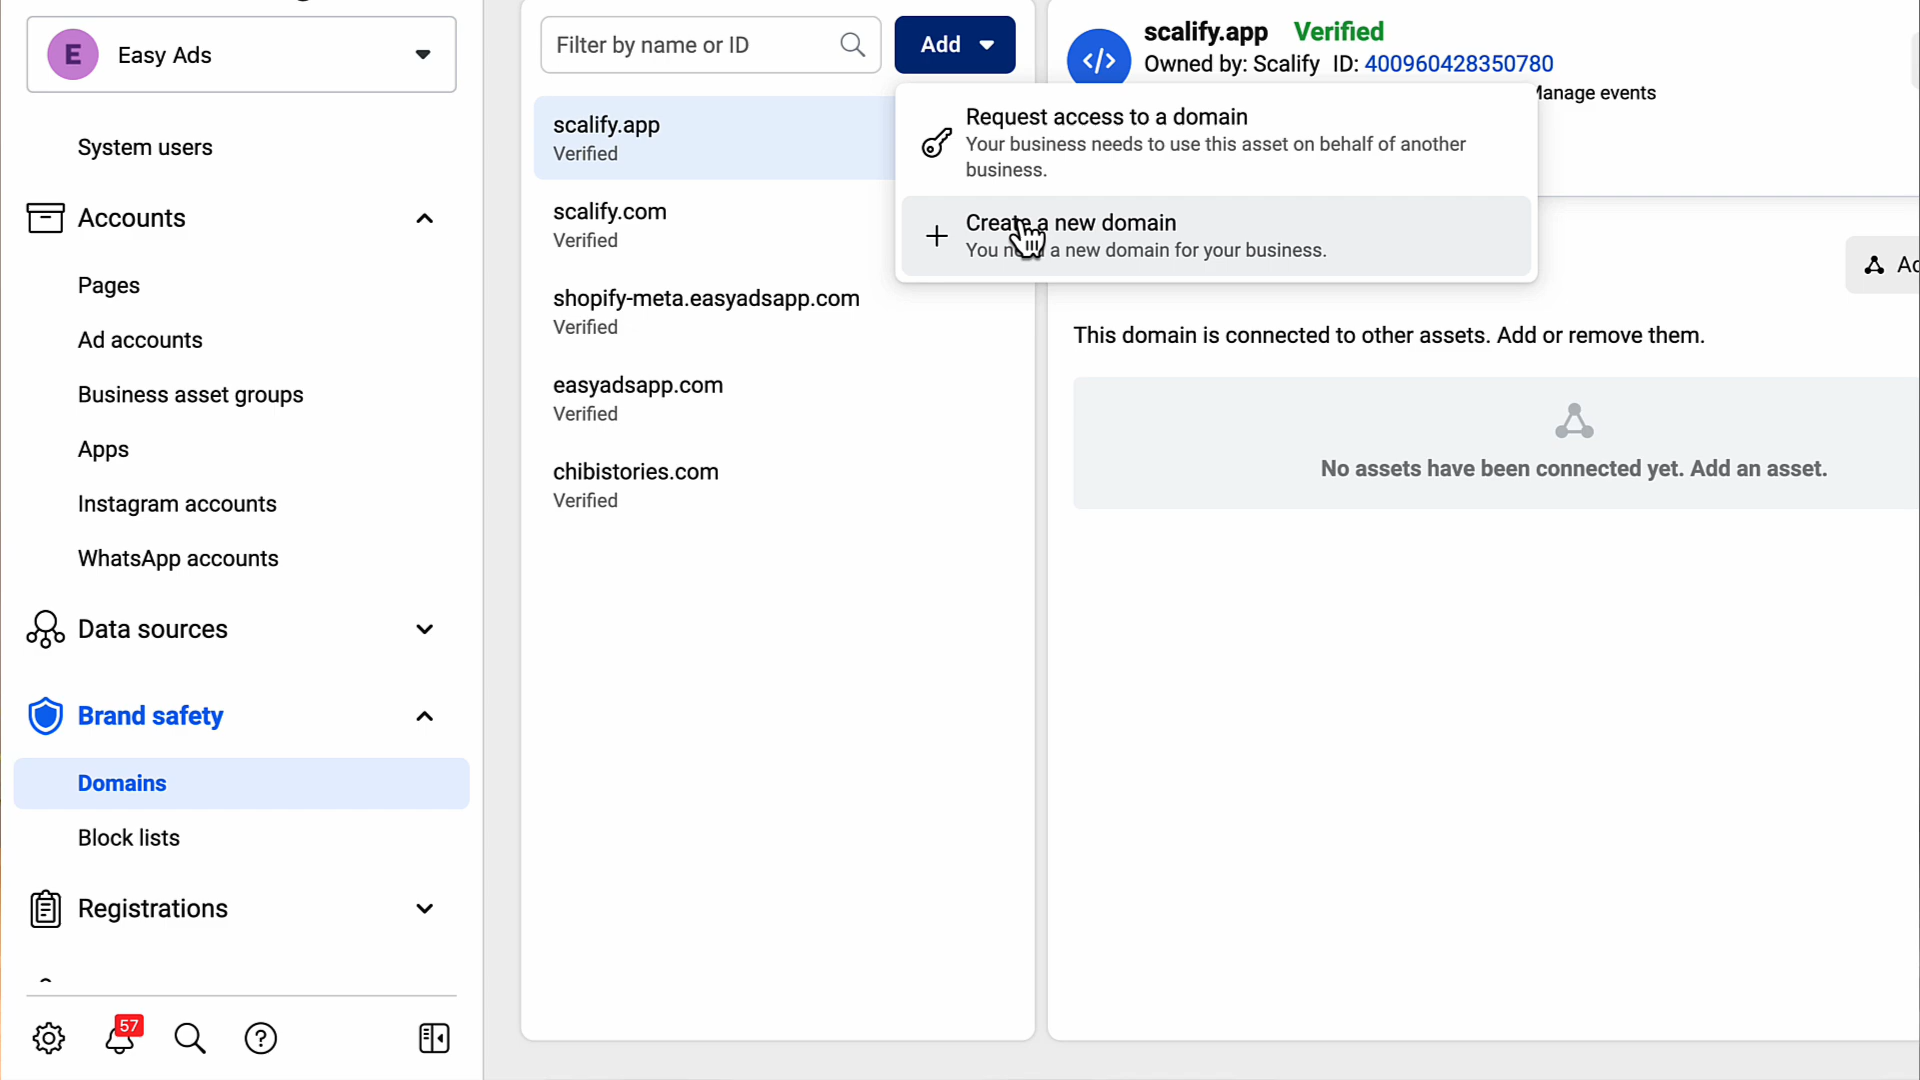 E
Easy Ads
System users
Accounts
Pages
Ad accounts
Business asset groups
Apps
Instagram accounts
WhatsApp accounts
Data sources
Brand safety
Domains
Block lists
Registrations
57
Filter by name or ID
Add
scalify.app
Verified
scalify.com
Verified
shopify-meta.easyadsapp.com
Verified
easyadsapp.com
Verified
chibistories.com
Verified
Request access to a domain
Your business needs to use this asset on behalf of another
business.
Create a new domain
You a new domain for your business.
scalify.app Verified
Owned by: Scalify ID: 400960428350780
Manage events
This domain is connected to other assets. Add or remove them.
No assets have been connected yet. Add an asset.